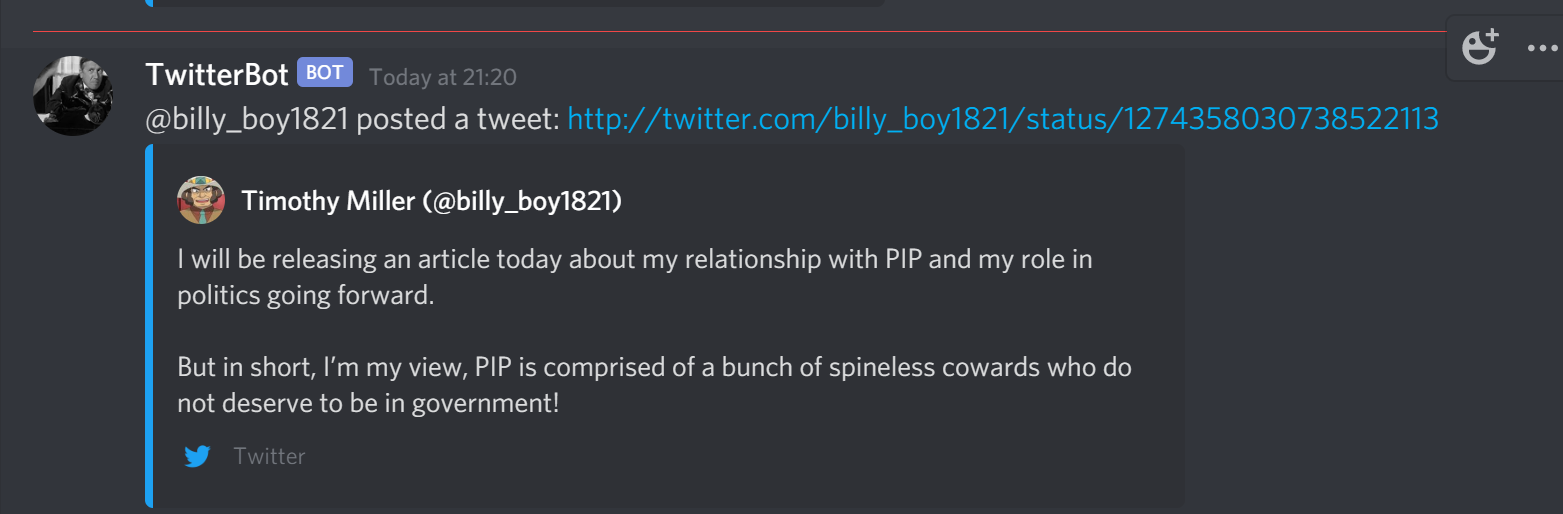 TwitterBot BOT Today at 21:20
@billy_boy1821 posted a tweet: http://twitter.com/billy_boy1821/status/1274358030738522113
Timothy Miller (@billy_boy1821)
I will be releasing an article today about my relationship with PIP and my role in
politics going forward.
But in short, I’m my view, PIP is comprised of a bunch of spineless cowards who do
not deserve to be in government!
Twitter